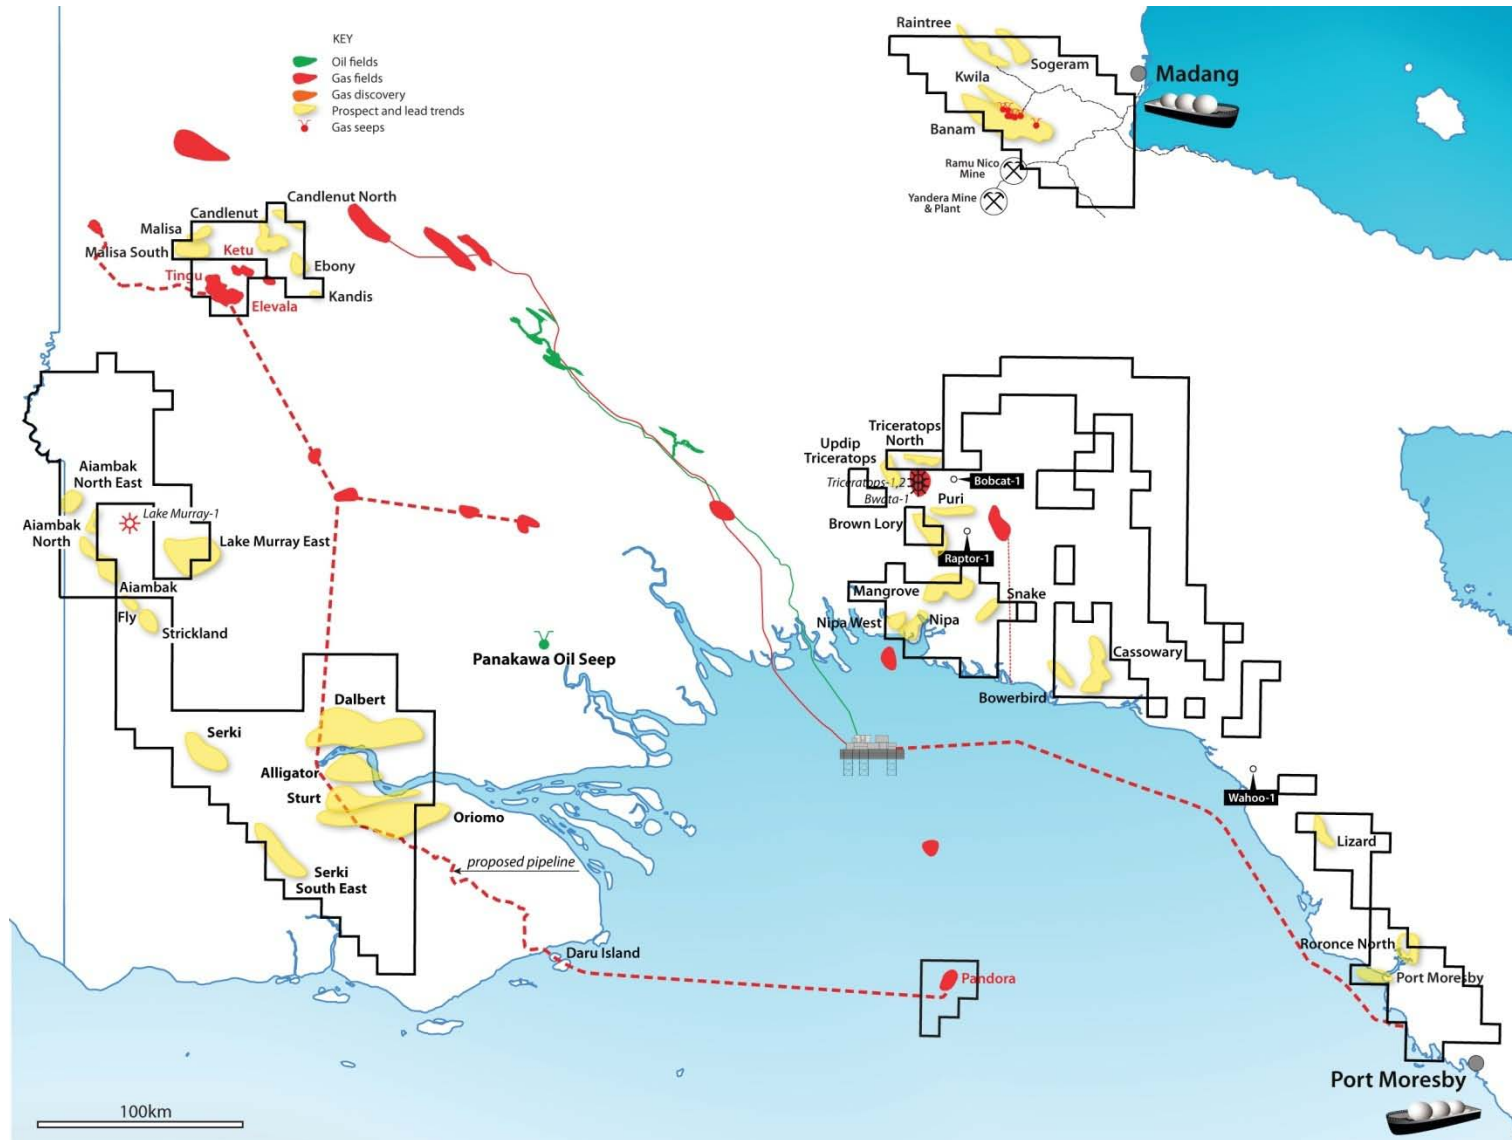 KEY
Oil fields
Gas fields
Gas discovery
Prospect and lead trends
Gas seeps
Raintree
Sogeram
Kwila
Banam
Madang
Ramu Nico
Mine
Yandera Mine
& Plant
Candlenut North
Candlenut
Malisa
Malisa South
Ketu
Tingu
Ebony
Kandis
Elevala
Aiambak
North East
Lake Murray-1
Aiambak
North
Lake Murray East
Aiambak
Fly
Strickland
Triceratops
North
Updip
Triceratops
Triceratops-1,2
Bwata-1
Bobcat-1
Puri
Brown Lory
Raptor-1
Mangrove
Snake
Nipa West
Nipa
Cassowary
Bowerbird
Panakawa Oil Seep
Dalbert
Serki
Alligator
Sturt
Oriomo
Serki
South East
proposed pipeline
Daru Island
Pandora
Wahoo-1
Lizard
Roronce North
Port Moresby
Port Moresby
100km